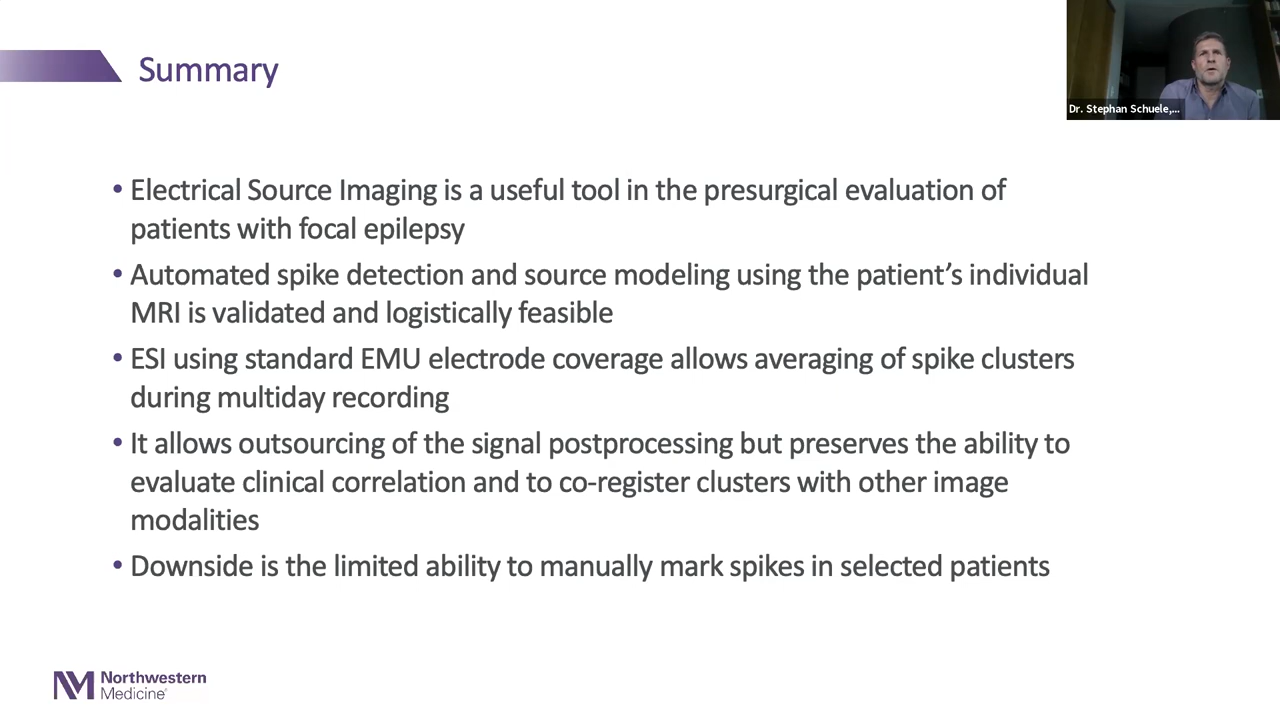 Summary
Dr. Stephan Schuele,...
• Electrical Source Imaging is a useful tool in the presurgical evaluation of
patients with focal epilepsy
• Automated spike detection and source modeling using the patient’s individual
MRI is validated and logistically feasible
• ESI using standard EMU electrode coverage allows averaging of spike clusters
during multiday recording
• It allows outsourcing of the signal postprocessing but preserves the ability to
evaluate clinical correlation and to co-register clusters with other image
modalities
• Downside is the limited ability to manually mark spikes in selected patients
NM Northwestern
Medicine®